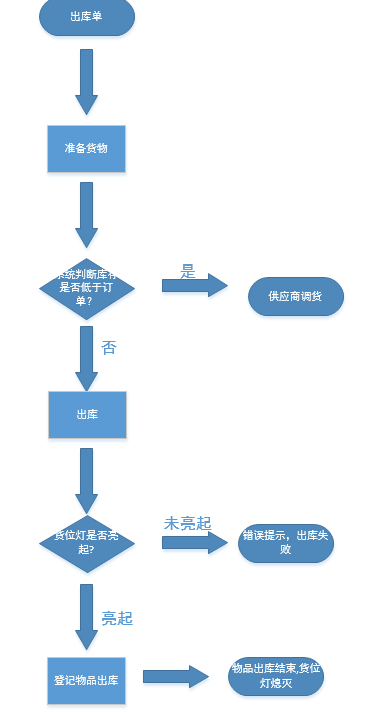 出库单
准备货物
系统判断库存
是否低于订
单?
是
供应商调货
否
出库
货位灯是否亮
起?
未亮起
错误提示，出库失
败
亮起
登记物品出库
物品出库结束,货位
灯熄灭